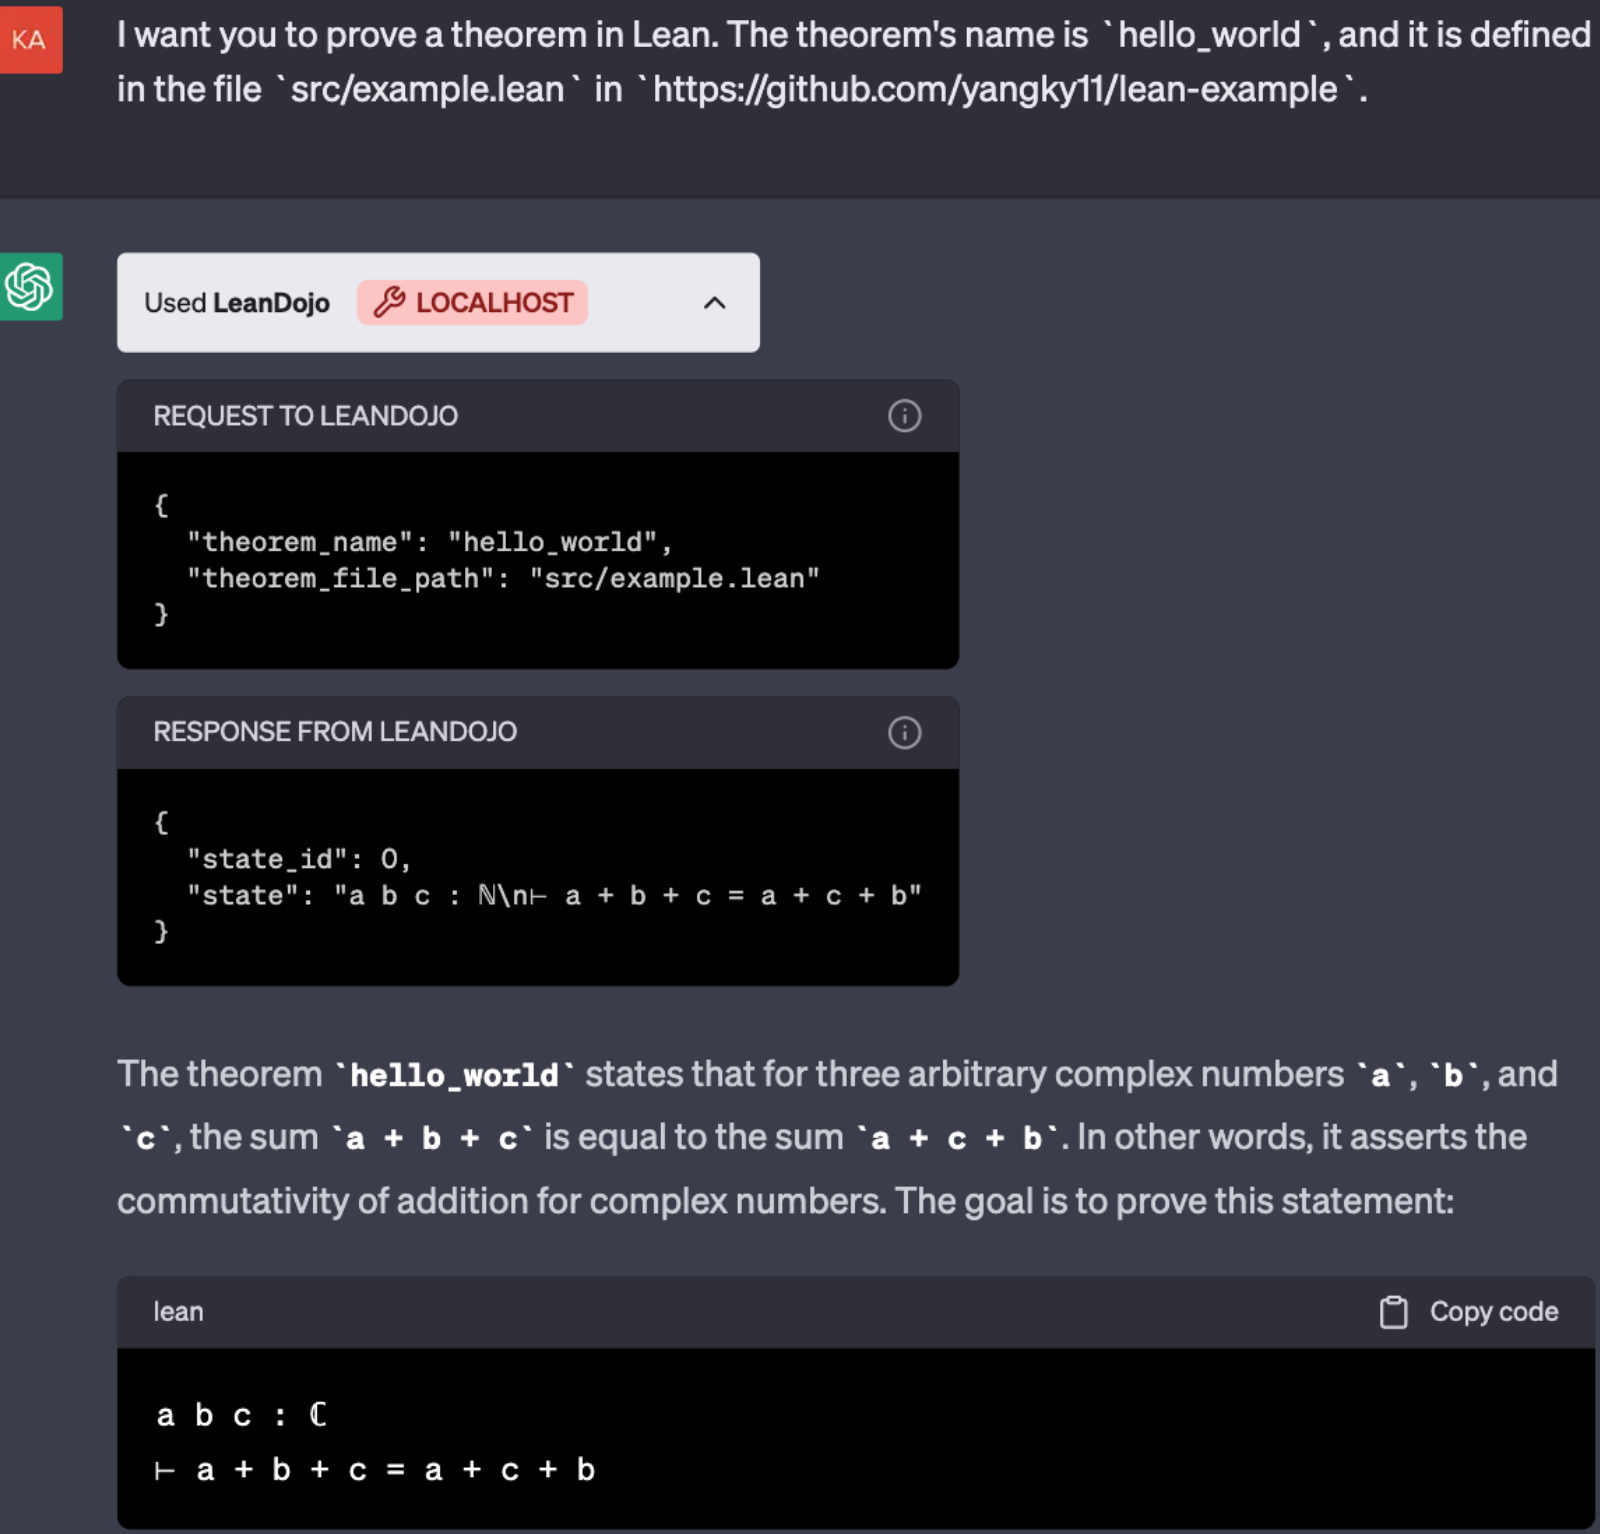 KA
I want you to prove a theorem in Lean. The theorem's name is `hello_world`, and it is defined
in the file `src/example.lean` in `https://github.com/yangky11/lean-example`.
Used LeanDojo LOCALHOST
REQUEST TO LEANDOJO
{
  "theorem_name": "hello_world",
  "theorem_file_path": "src/example.lean"
}
RESPONSE FROM LEANDOJO
{
  "state_id": 0,
  "state": "a b c : ℕ\n⊢ a + b + c = a + c + b"
}
The theorem `hello_world` states that for three arbitrary complex numbers `a`, `b`, and
`c`, the sum `a + b + c` is equal to the sum `a + c + b`. In other words, it asserts the
commutativity of addition for complex numbers. The goal is to prove this statement:
lean Copy code
a b c : ℂ
⊢ a + b + c = a + c + b